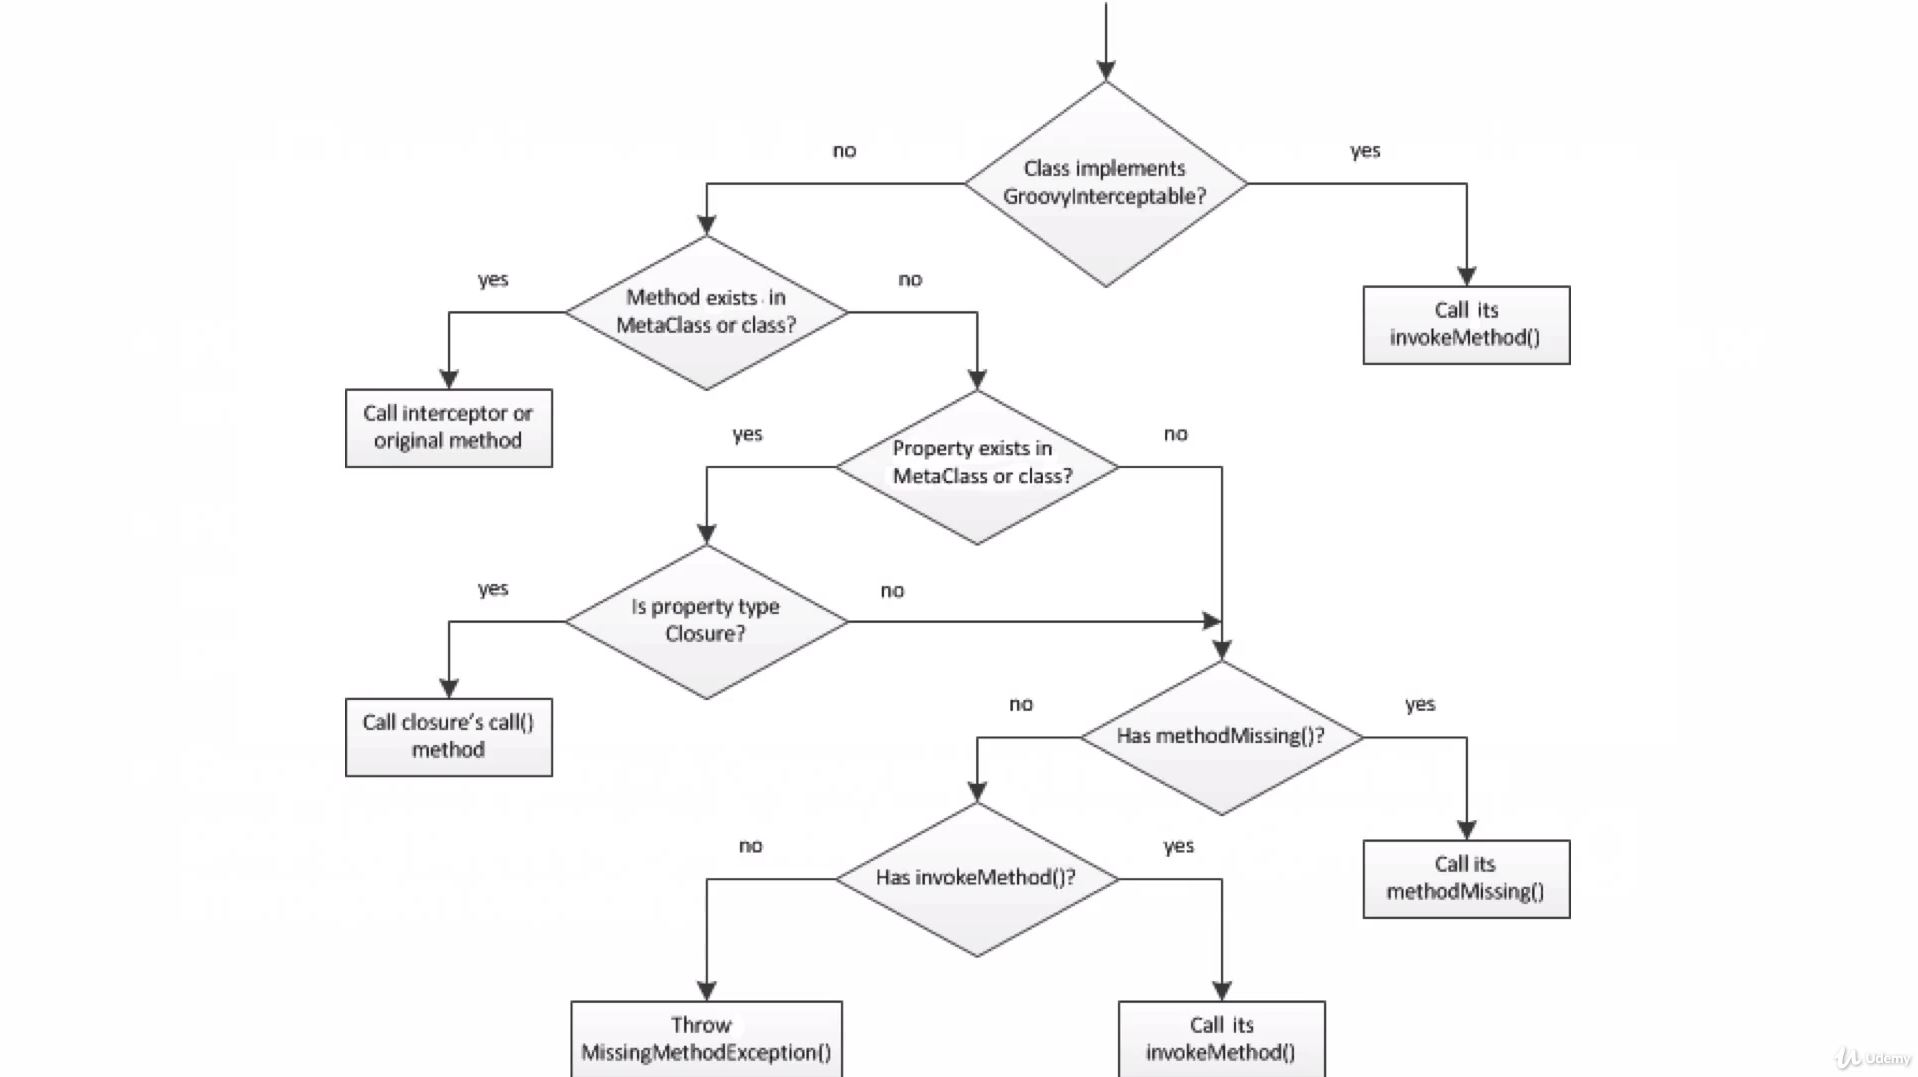 no
yes
Class implements
GroovyInterceptable?
yes
no
Method exists in
MetaClass or class?
Call its
invokeMethod()
Call interceptor or
original method
yes
no
Property exists in
MetaClass or class?
yes
no
Is property type
Closure?
no
yes
Call closure's call()
method
Has methodMissing()?
no
yes
Has invokeMethod()?
Call its
methodMissing()
Throw
MissingMethodException()
Call its
invokeMethod()
Udemy